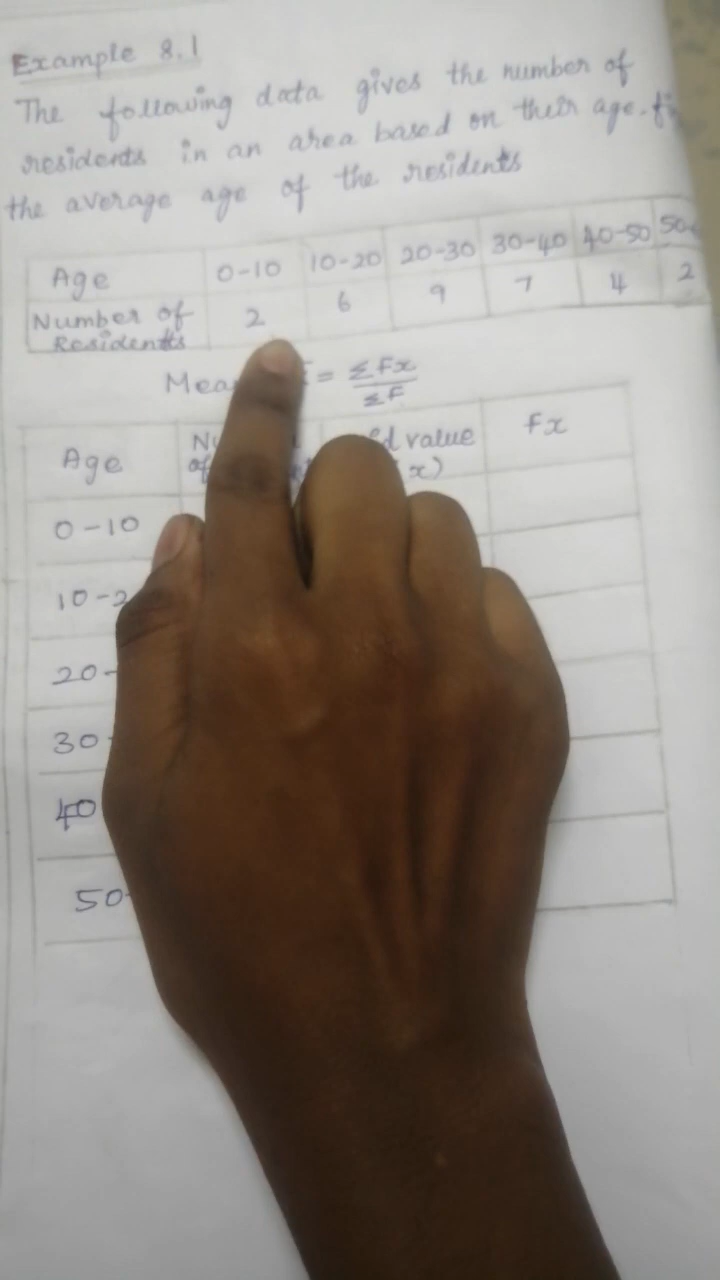 Example 8.1
The following data gives the number of
residents in an area based on their age.
the average age of the residents
Age 0-10 10-20 20-30 30-40 40-50
Number of Residents 2 6 9 7 4 2
= ΣFx / ΣF
Age value Fx
x)
0-10
10-2
20-
30
40
50